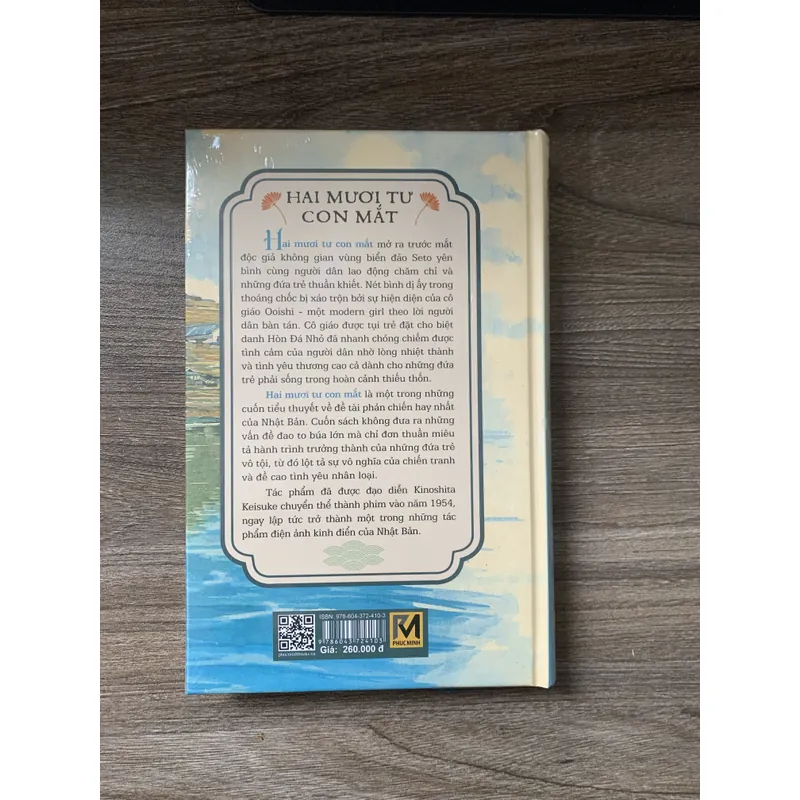 HAI MƯƠI TƯ
CON MẮT
Hai mươi tư con mắt mở ra trước mắt
độc giả không gian vùng biển đảo Seto yên
bình cùng người dân lao động chăm chỉ và
những đứa trẻ thuần khiết. Nét bình dị ấy trong
thoáng chốc bị xáo trộn bởi sự hiện diện của cô
giáo Ooishi – một modern girl theo lời người
dân bàn tán. Cô giáo được tụi trẻ đặt cho biệt
danh Hòn Đá Nhỏ đã nhanh chóng chiếm được
tình cảm của người dân nhờ lòng nhiệt thành
và tình yêu thương cao cả dành cho những đứa
trẻ phải sống trong hoàn cảnh thiếu thốn.
Hai mươi tư con mắt là một trong những
cuốn tiểu thuyết về đề tài phản chiến hay nhất
của Nhật Bản. Cuốn sách không đưa ra những
vấn đề đao to búa lớn mà chỉ đơn thuần miêu
tả hành trình trưởng thành của những đứa trẻ
vô tội, từ đó lột tả sự vô nghĩa của chiến tranh
và đề cao tình yêu nhân loại.
Tác phẩm đã được đạo diễn Kinoshita
Keisuke chuyển thể thành phim vào năm 1954,
ngay lập tức trở thành một trong những tác
phẩm điện ảnh kinh điển của Nhật Bản.
ISBN: 978-604-372-410-3
9 786043 724103
Giá: 260.000 đ
PHUC MINH